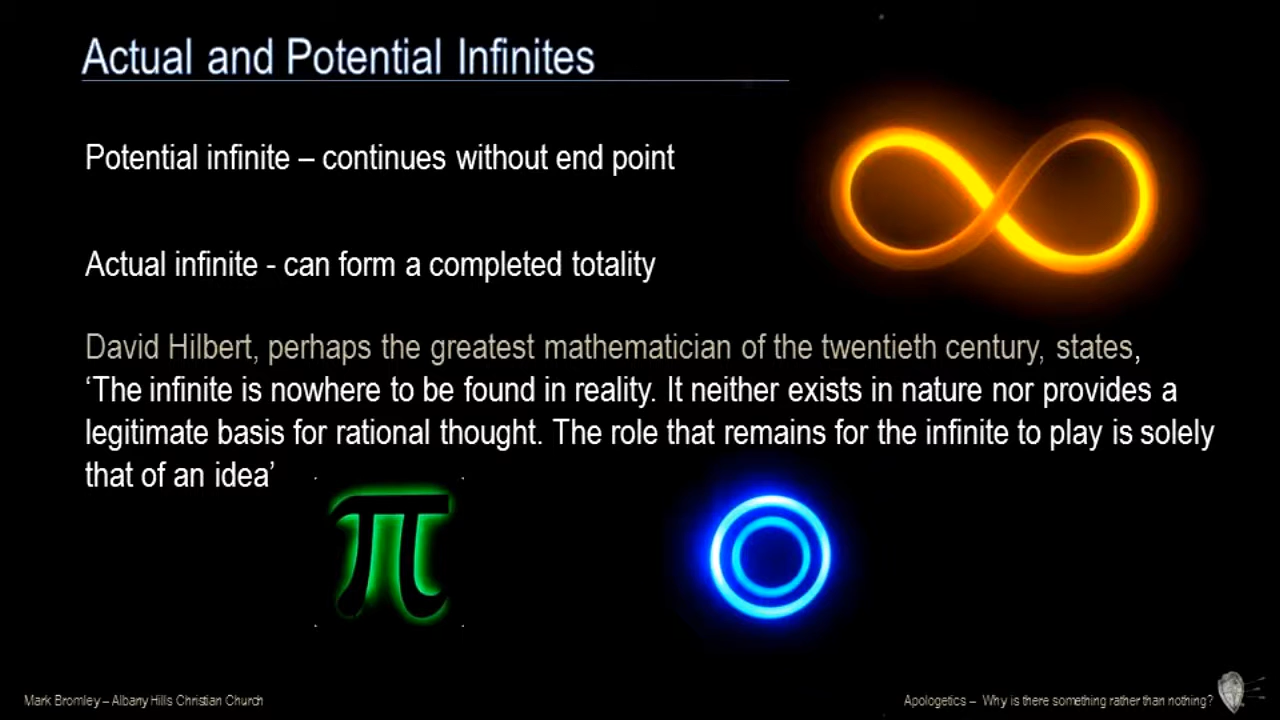 Actual and Potential Infinites
Potential infinite – continues without end point
Actual infinite - can form a completed totality
David Hilbert, perhaps the greatest mathematician of the twentieth century, states,
‘The infinite is nowhere to be found in reality. It neither exists in nature nor provides a
legitimate basis for rational thought. The role that remains for the infinite to play is solely
that of an idea’
π
Mark Bromley – Albany Hills Christian Church
Apologetics – Why is there something rather than nothing?